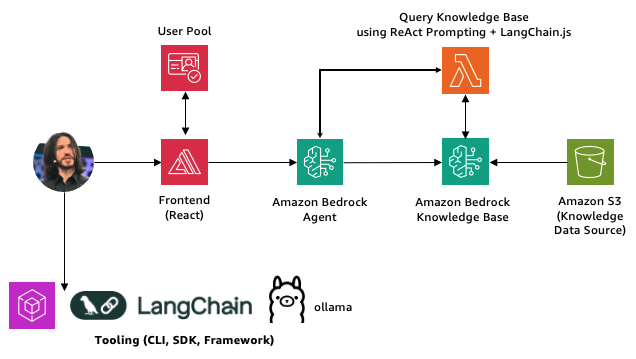 Query Knowledge Base
using ReAct Prompting + LangChain.js
User Pool
Frontend
(React)
Amazon Bedrock
Agent
Amazon Bedrock
Knowledge Base
Amazon S3
(Knowledge
Data Source)
LangChain
ollama
Tooling (CLI, SDK, Framework)